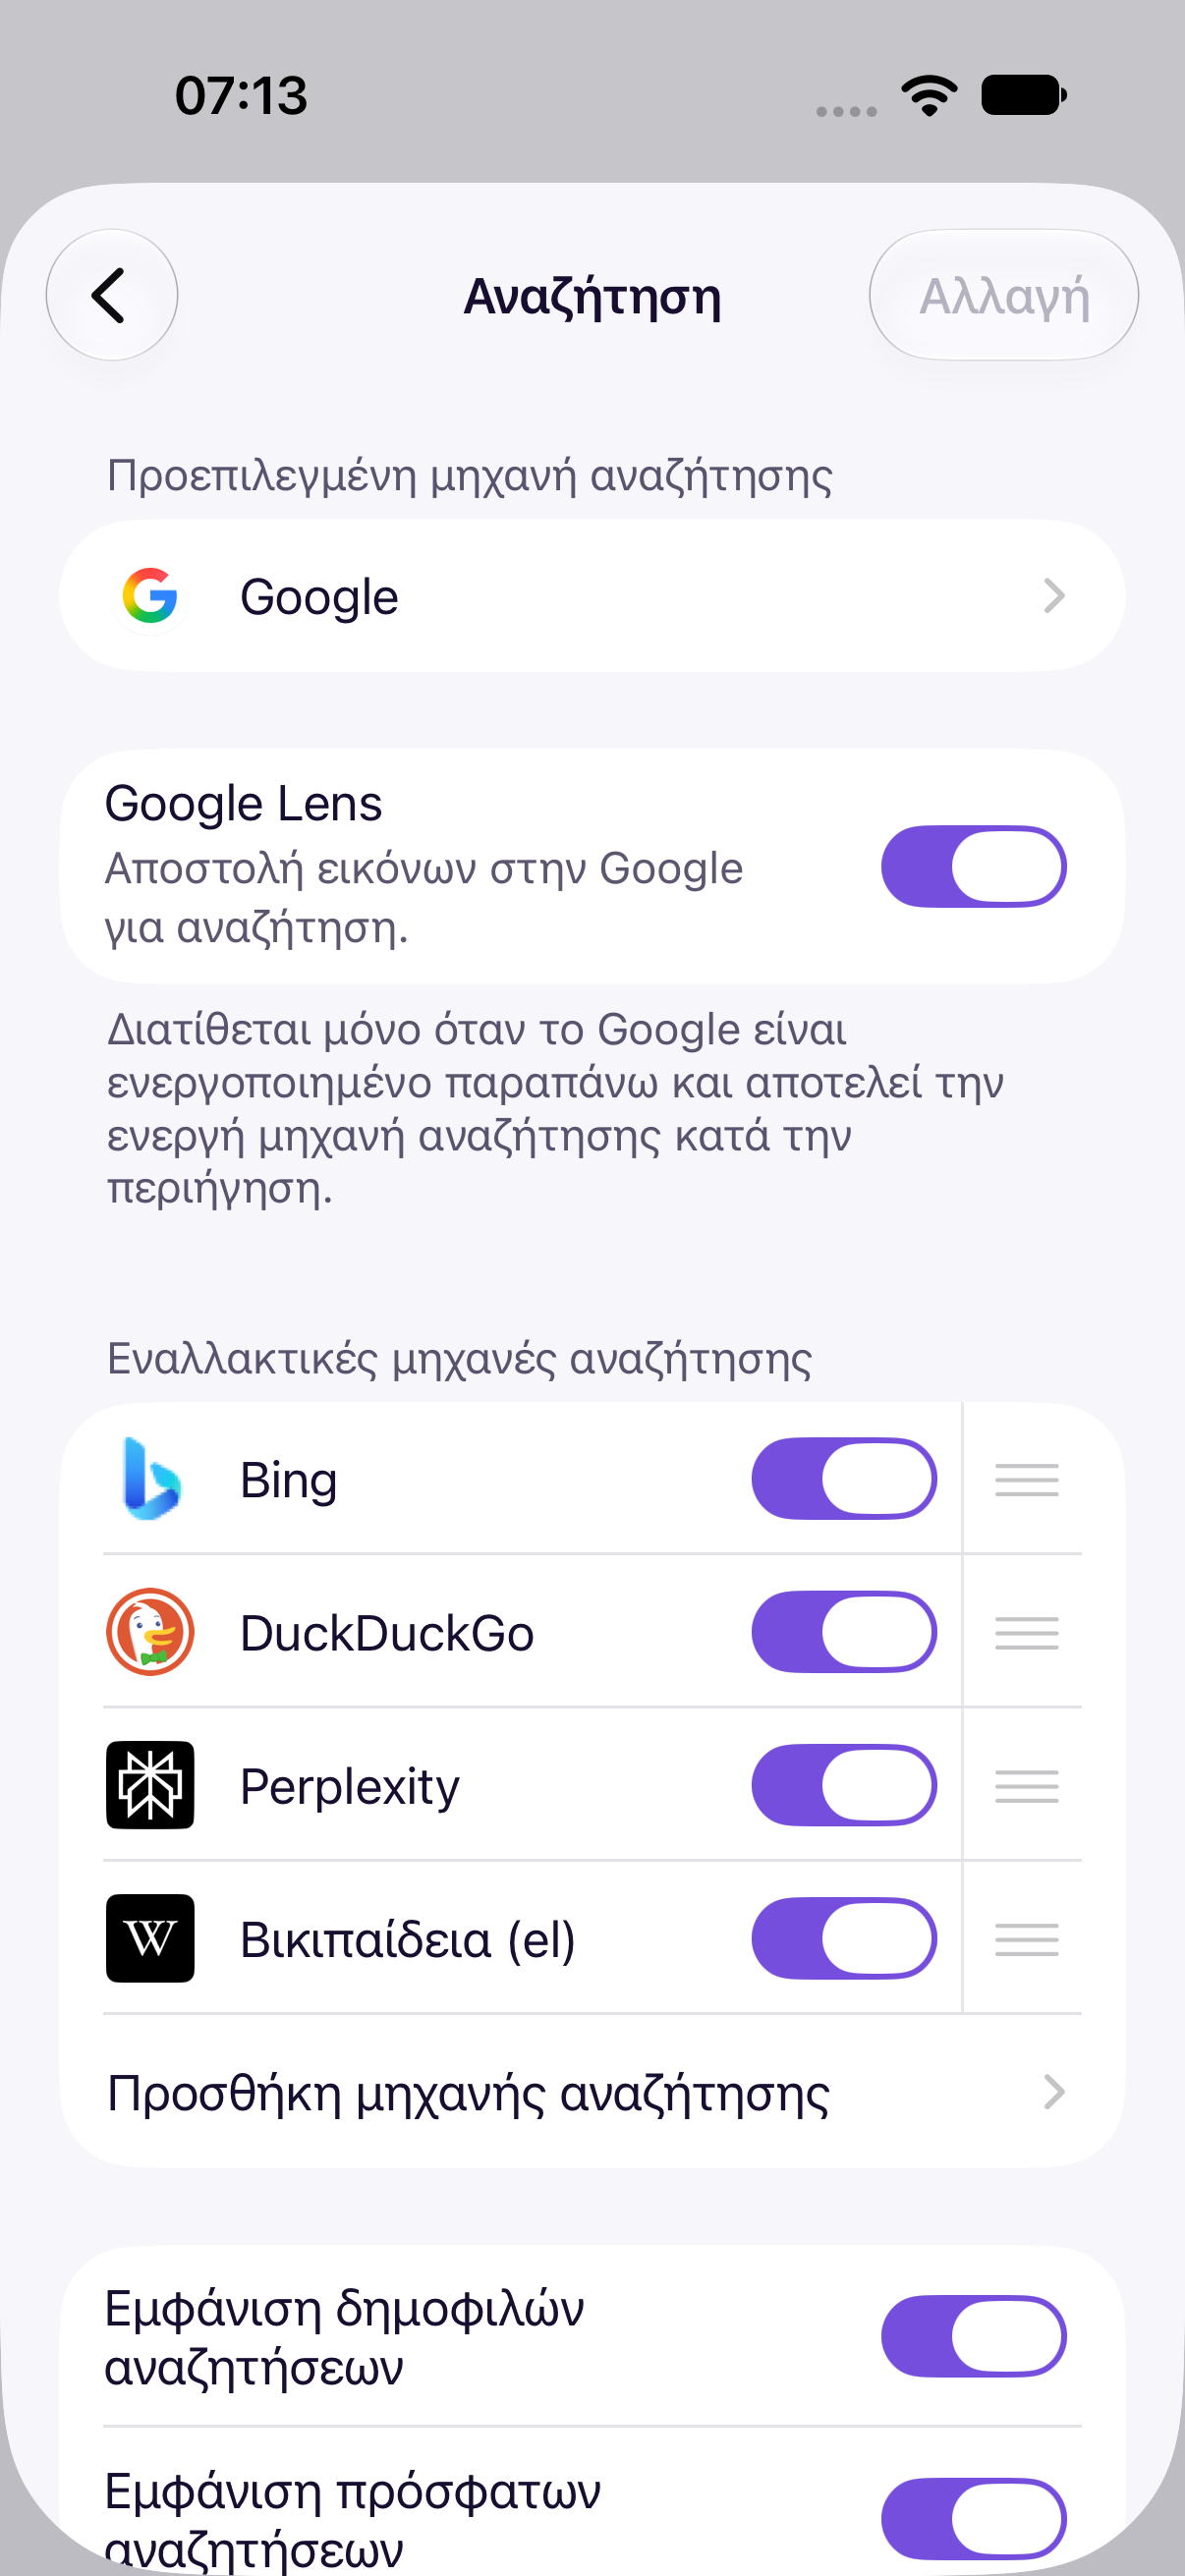 07:13
Αναζήτηση
Αλλαγή
Προεπιλεγμένη μηχανή αναζήτησης
Google
Google Lens
Αποστολή εικόνων στην Google
για αναζήτηση.
Διατίθεται μόνο όταν το Google είναι
ενεργοποιημένο παραπάνω και αποτελεί την
ενεργή μηχανή αναζήτησης κατά την
περιήγηση.
Εναλλακτικές μηχανές αναζήτησης
Bing
DuckDuckGo
Perplexity
W
Βικιπαίδεια (el)
Προσθήκη μηχανής αναζήτησης
Εμφάνιση δημοφιλών
αναζητήσεων
Εμφάνιση πρόσφατων
αναζητήσεων